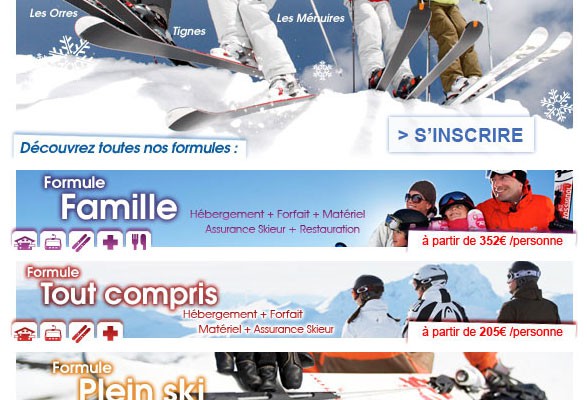 Les Orres
Les Ménuires
Tignes
> S'INSCRIRE
Découvrez toutes nos formules :
Formule
Famille
Hébergement + Forfait + Matériel
Assurance Skieur + Restauration
à partir de 352€ /personne
Formule
Tout compris
Hébergement + Forfait
Matériel + Assurance Skieur
à partir de 205€ /personne
Formule
Plein ski